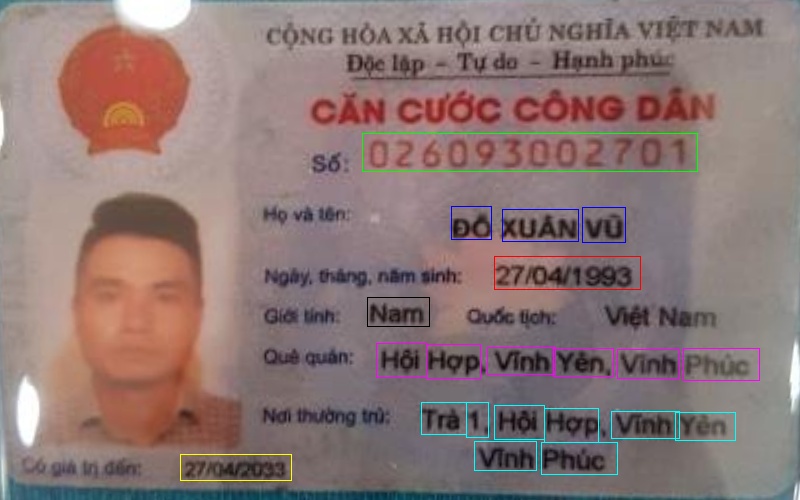 CỘNG HÒA XÃ HỘI CHỦ NGHĨA VIỆT NAM
Độc lập - Tự do - Hạnh phúc
CĂN CƯỚC CÔNG DÂN
Số: 026093002701
Họ và tên: ĐỖ XUÂN VŨ
Ngày, tháng, năm sinh: 27/04/1993
Giới tính: Nam Quốc tịch: Việt Nam
Quê quán: Hội Hợp, Vĩnh Yên, Vĩnh Phúc
Nơi thường trú: Trà 1, Hội Hợp, Vĩnh Yên
Vĩnh Phúc
Có giá trị đến: 27/04/2033